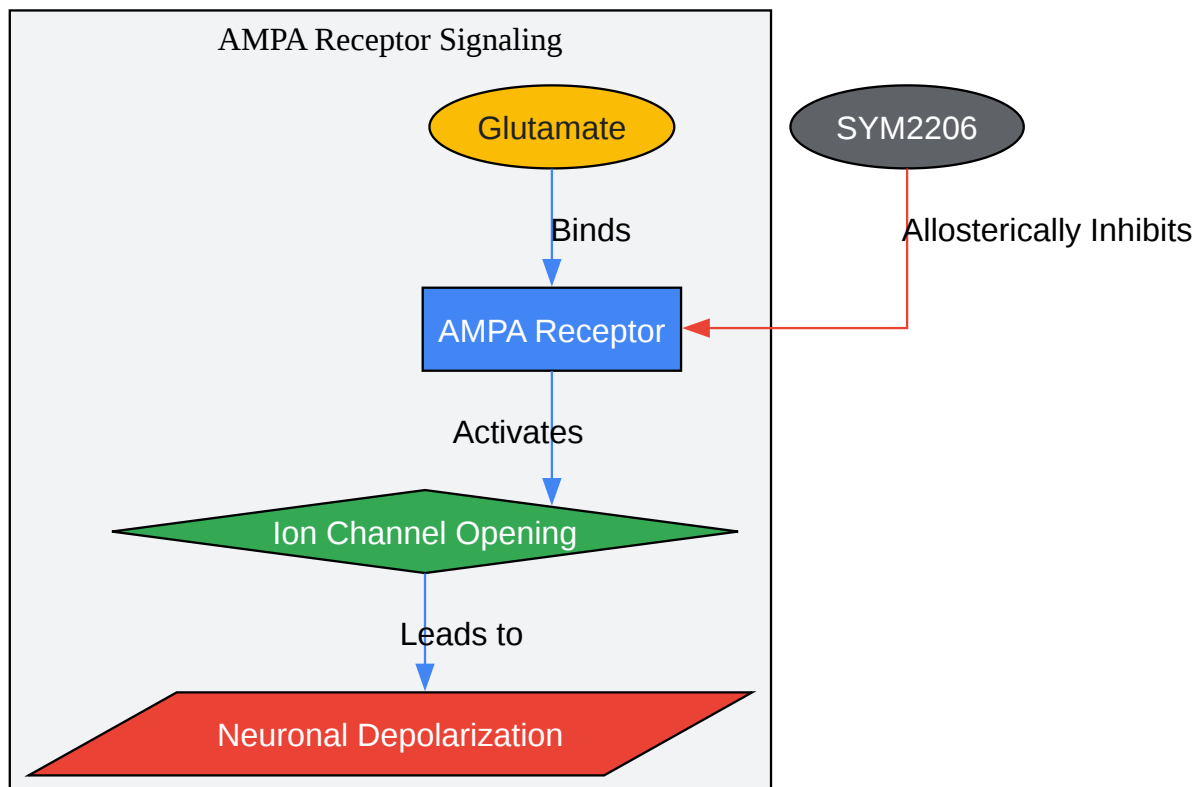 AMPA Receptor Signaling
Glutamate
SYM2206
Binds
Allosterically Inhibits
AMPA Receptor
Activates
Ion Channel Opening
Leads to
Neuronal Depolarization